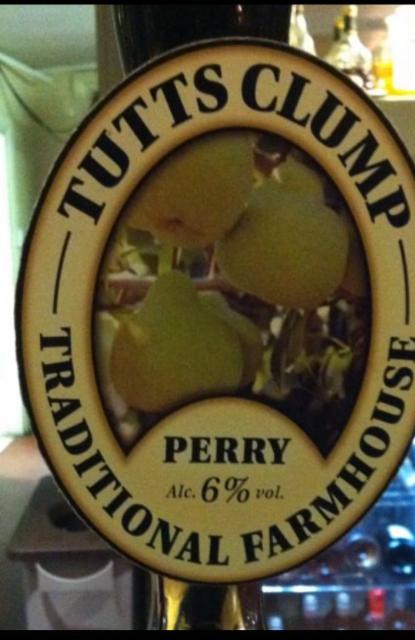 TUTTS CLUMP
PERRY
Alc. 6% vol.
TRADITIONAL FARMHOUSE